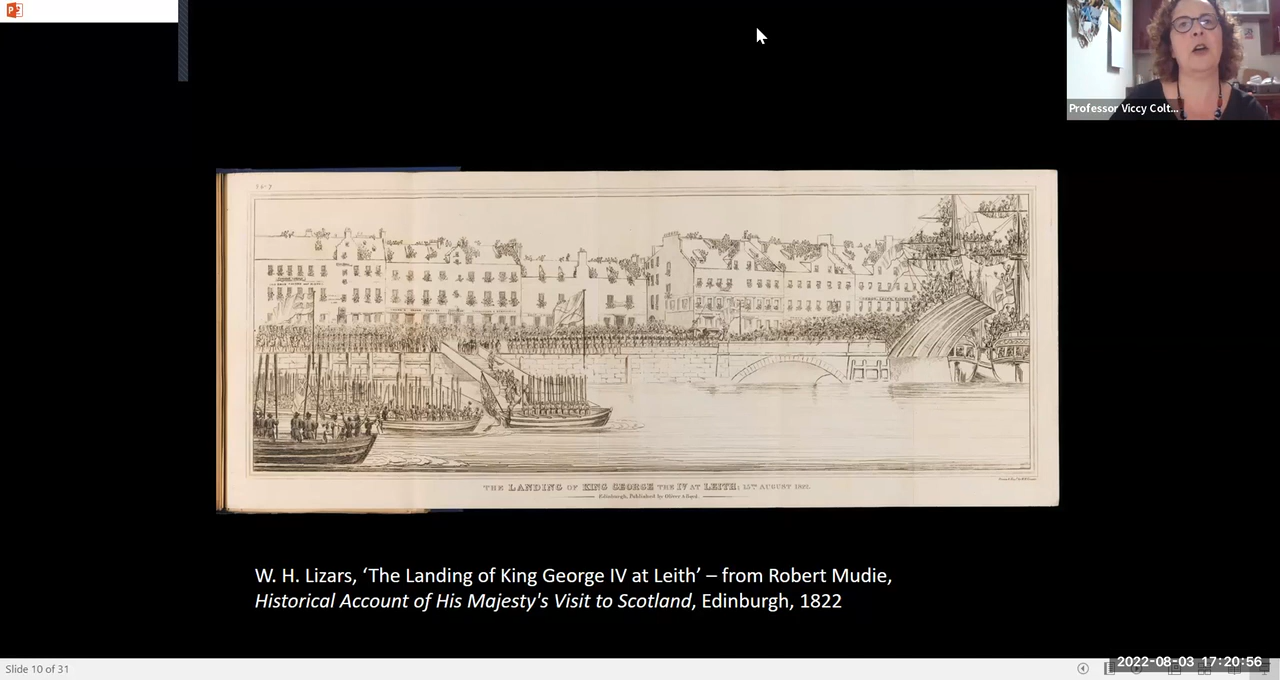 Professor Viccy Colt...
THE LANDING OF KING GEORGE THE IV AT LEITH; 15TH AUGUST 1822.
Edinburgh, Published by Oliver & Boyd.
W. H. Lizars, ‘The Landing of King George IV at Leith’ – from Robert Mudie,
Historical Account of His Majesty's Visit to Scotland, Edinburgh, 1822
Slide 10 of 31
2022-08-03 17:20:56